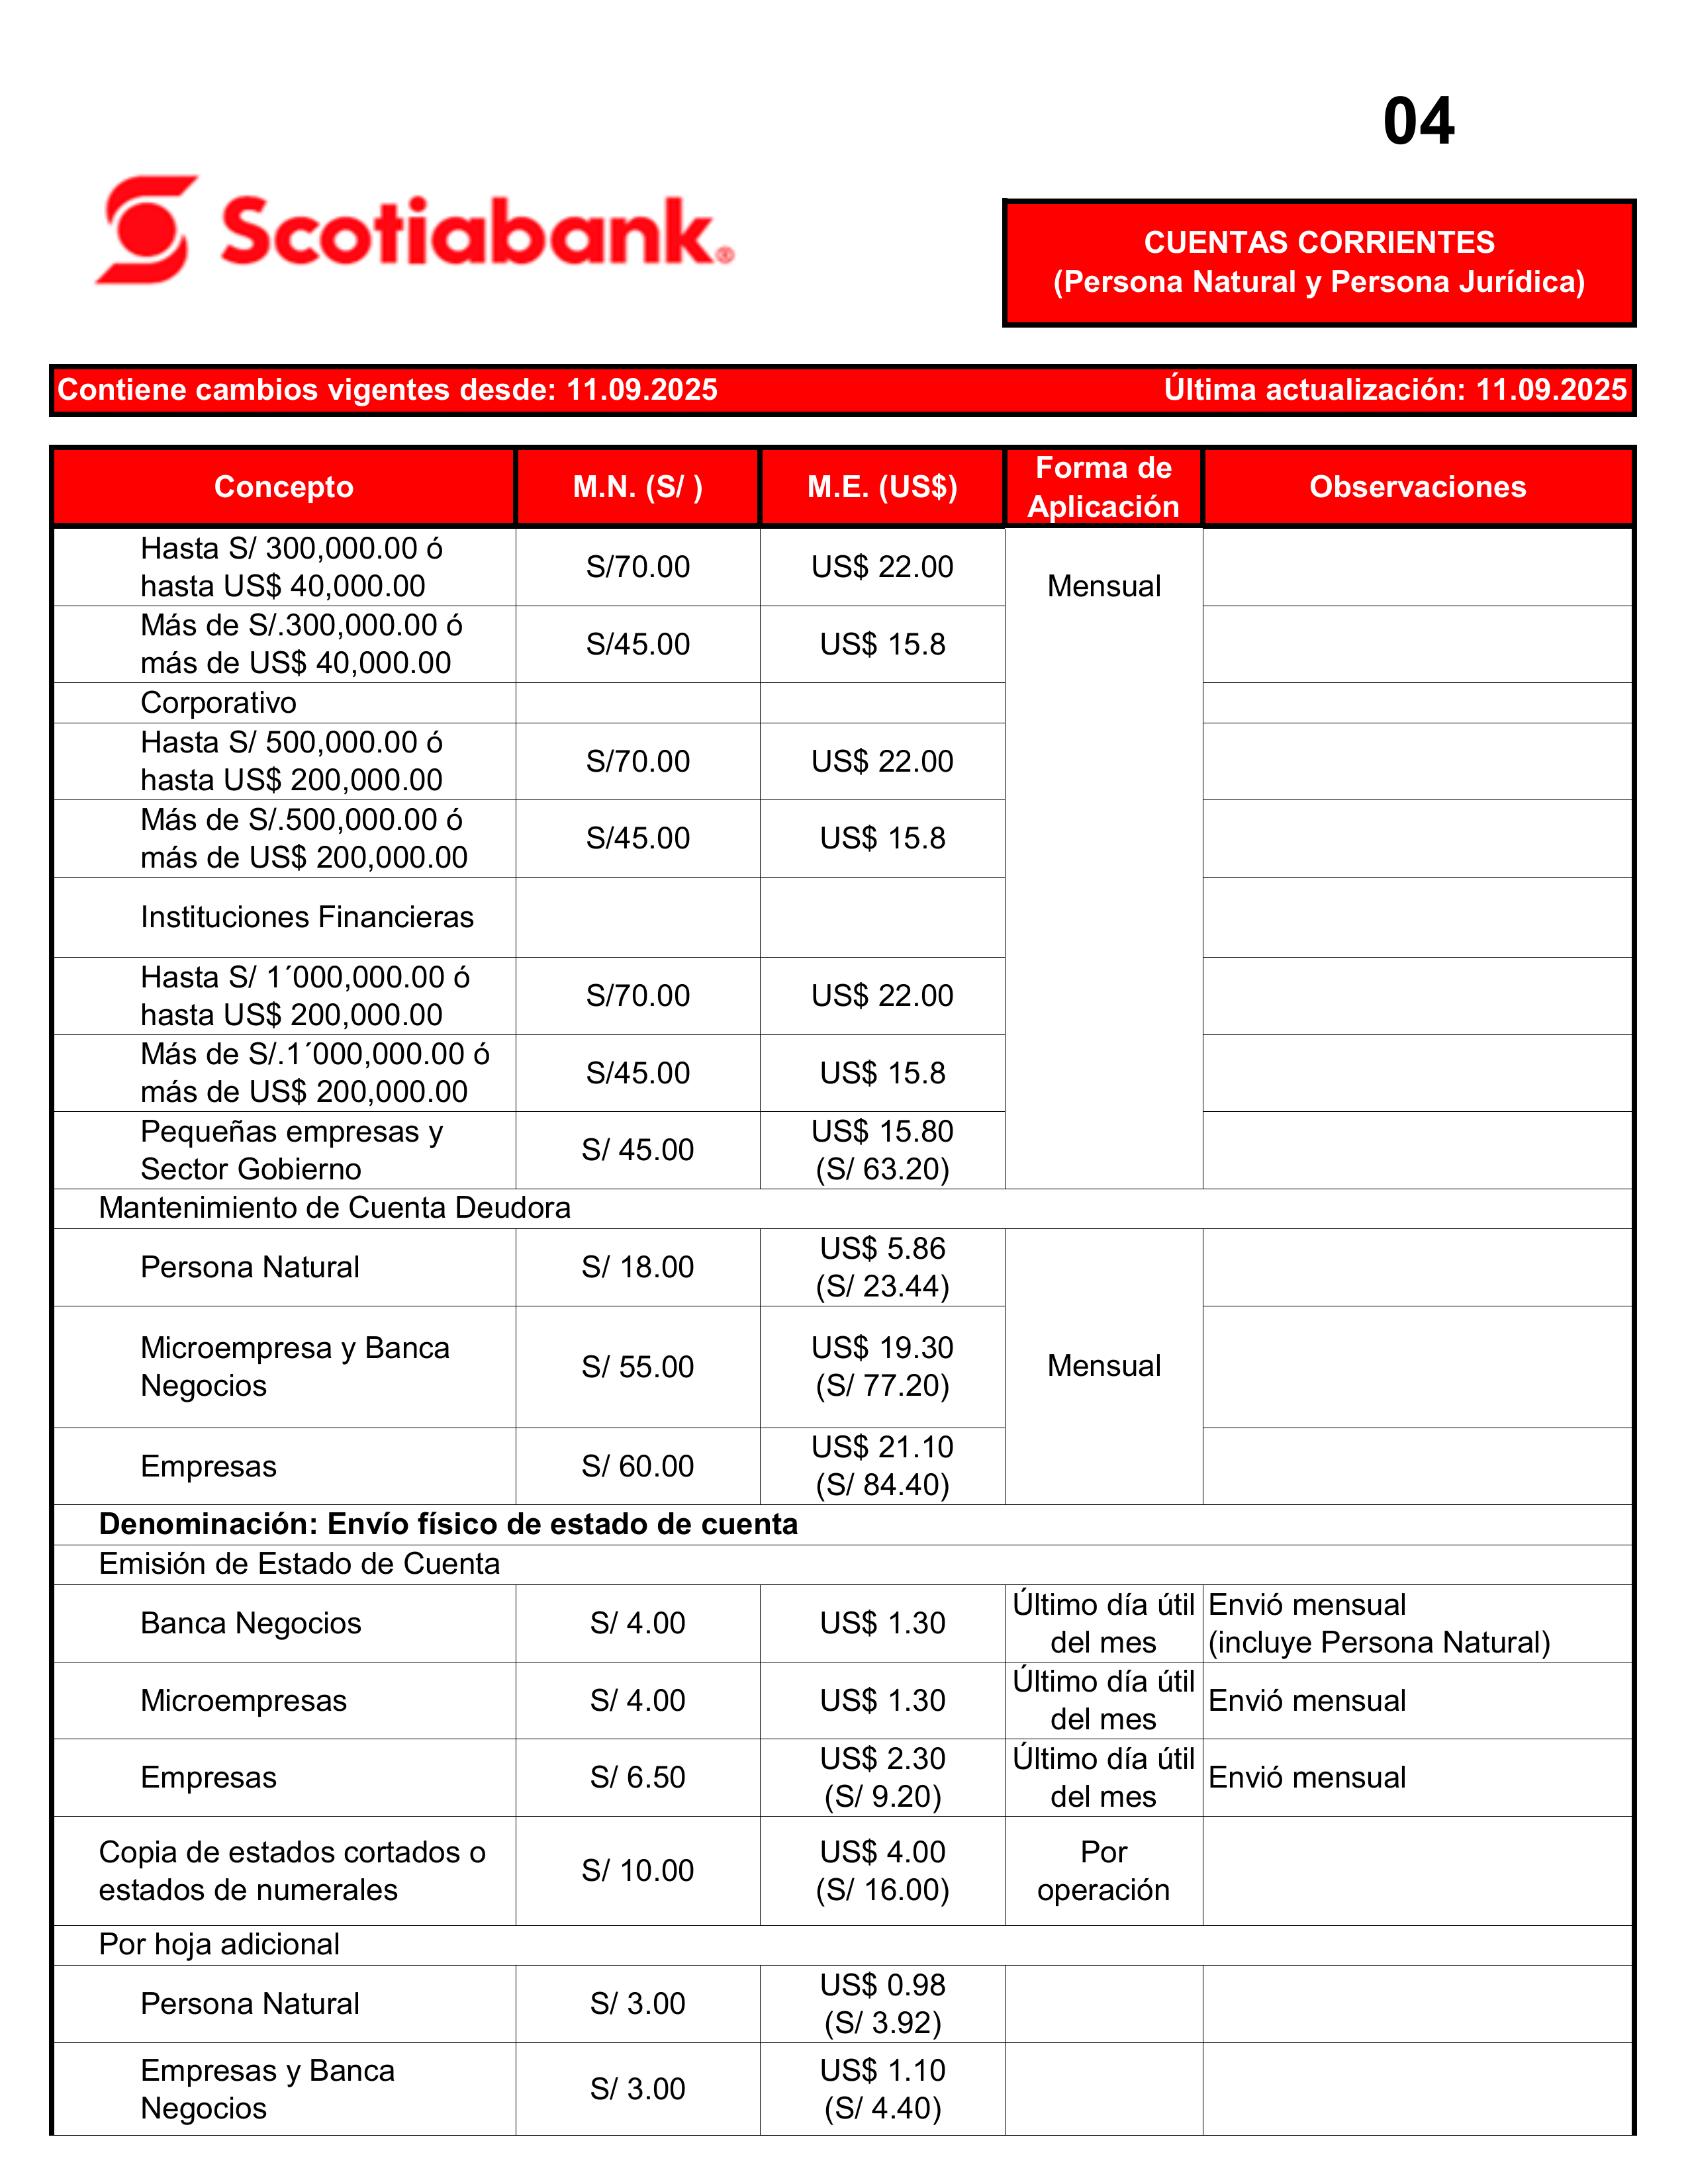 04
Scotiabank®
CUENTAS CORRIENTES
(Persona Natural y Persona Jurídica)
Contiene cambios vigentes desde: 11.09.2025 Última actualización: 11.09.2025
Concepto M.N. (S/ ) M.E. (US$) Forma de Aplicación Observaciones
Hasta S/ 300,000.00 ó
hasta US$ 40,000.00 S/70.00 US$ 22.00 Mensual
Más de S/.300,000.00 ó
más de US$ 40,000.00 S/45.00 US$ 15.8
Corporativo
Hasta S/ 500,000.00 ó
hasta US$ 200,000.00 S/70.00 US$ 22.00
Más de S/.500,000.00 ó
más de US$ 200,000.00 S/45.00 US$ 15.8
Instituciones Financieras
Hasta S/ 1´000,000.00 ó
hasta US$ 200,000.00 S/70.00 US$ 22.00
Más de S/.1´000,000.00 ó
más de US$ 200,000.00 S/45.00 US$ 15.8
Pequeñas empresas y
Sector Gobierno S/ 45.00 US$ 15.80
(S/ 63.20)
Mantenimiento de Cuenta Deudora
Persona Natural S/ 18.00 US$ 5.86
(S/ 23.44)
Microempresa y Banca
Negocios S/ 55.00 US$ 19.30
(S/ 77.20) Mensual
Empresas S/ 60.00 US$ 21.10
(S/ 84.40)
Denominación: Envío físico de estado de cuenta
Emisión de Estado de Cuenta
Banca Negocios S/ 4.00 US$ 1.30 Último día útil
del mes Envió mensual
(incluye Persona Natural)
Microempresas S/ 4.00 US$ 1.30 Último día útil
del mes Envió mensual
Empresas S/ 6.50 US$ 2.30
(S/ 9.20) Último día útil
del mes Envió mensual
Copia de estados cortados o
estados de numerales S/ 10.00 US$ 4.00
(S/ 16.00) Por
operación
Por hoja adicional
Persona Natural S/ 3.00 US$ 0.98
(S/ 3.92)
Empresas y Banca
Negocios S/ 3.00 US$ 1.10
(S/ 4.40)